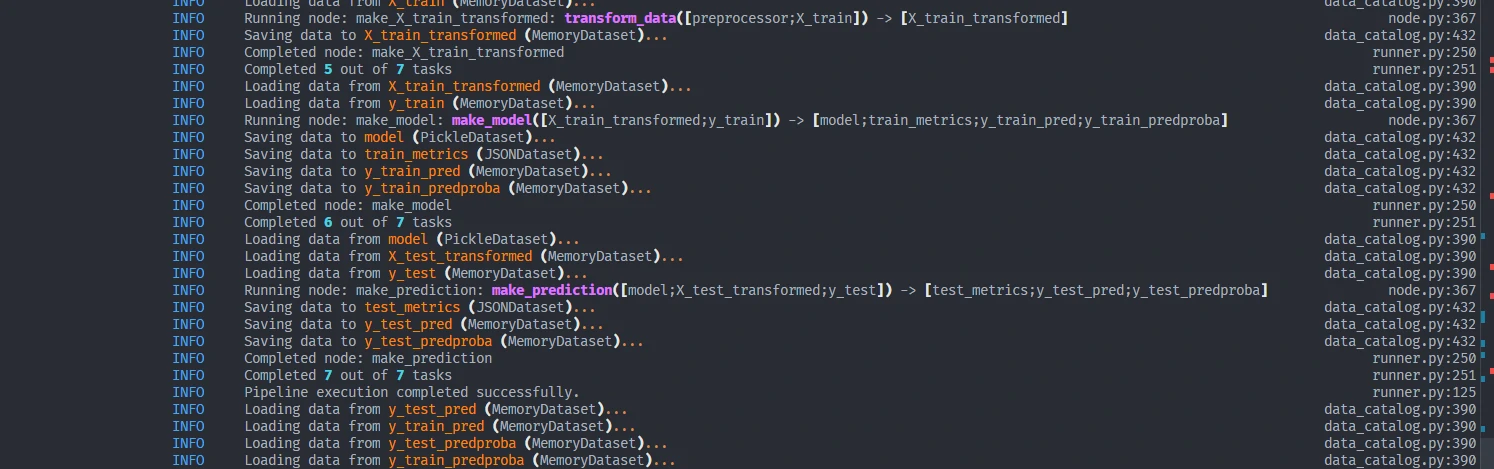 INFO Loading data from X_train (MemoryDataset)... data_catalog.py:390
INFO Running node: make_X_train_transformed: transform_data([preprocessor;X_train]) -> [X_train_transformed] node.py:367
INFO Saving data to X_train_transformed (MemoryDataset)... data_catalog.py:432
INFO Completed node: make_X_train_transformed runner.py:250
INFO Completed 5 out of 7 tasks runner.py:251
INFO Loading data from X_train_transformed (MemoryDataset)... data_catalog.py:390
INFO Loading data from y_train (MemoryDataset)... data_catalog.py:390
INFO Running node: make_model: make_model([X_train_transformed;y_train]) -> [model;train_metrics;y_train_pred;y_train_predproba] node.py:367
INFO Saving data to model (PickleDataset)... data_catalog.py:432
INFO Saving data to train_metrics (JSONDataset)... data_catalog.py:432
INFO Saving data to y_train_pred (MemoryDataset)... data_catalog.py:432
INFO Saving data to y_train_predproba (MemoryDataset)... data_catalog.py:432
INFO Completed node: make_model runner.py:250
INFO Completed 6 out of 7 tasks runner.py:251
INFO Loading data from model (PickleDataset)... data_catalog.py:390
INFO Loading data from X_test_transformed (MemoryDataset)... data_catalog.py:390
INFO Loading data from y_test (MemoryDataset)... data_catalog.py:390
INFO Running node: make_prediction: make_prediction([model;X_test_transformed;y_test]) -> [test_metrics;y_test_pred;y_test_predproba] node.py:367
INFO Saving data to test_metrics (JSONDataset)... data_catalog.py:432
INFO Saving data to y_test_pred (MemoryDataset)... data_catalog.py:432
INFO Saving data to y_test_predproba (MemoryDataset)... data_catalog.py:432
INFO Completed node: make_prediction runner.py:250
INFO Completed 7 out of 7 tasks runner.py:251
INFO Pipeline execution completed successfully. runner.py:125
INFO Loading data from y_test_pred (MemoryDataset)... data_catalog.py:390
INFO Loading data from y_train_pred (MemoryDataset)... data_catalog.py:390
INFO Loading data from y_test_predproba (MemoryDataset)... data_catalog.py:390
INFO Loading data from y_train_predproba (MemoryDataset)... data_catalog.py:390